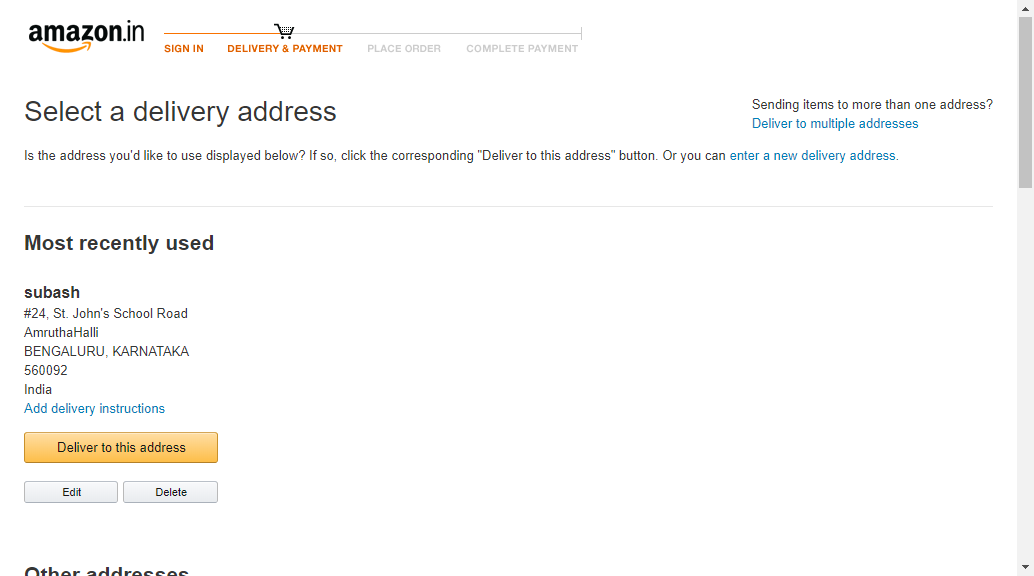 amazon.in
SIGN IN DELIVERY & PAYMENT PLACE ORDER COMPLETE PAYMENT
Select a delivery address
Sending items to more than one address?
Deliver to multiple addresses
Is the address you'd like to use displayed below? If so, click the corresponding "Deliver to this address" button. Or you can enter a new delivery address.
Most recently used
subash
#24, St. John's School Road
AmruthaHalli
BENGALURU, KARNATAKA
560092
India
Add delivery instructions
Deliver to this address
Edit Delete
Other addresses